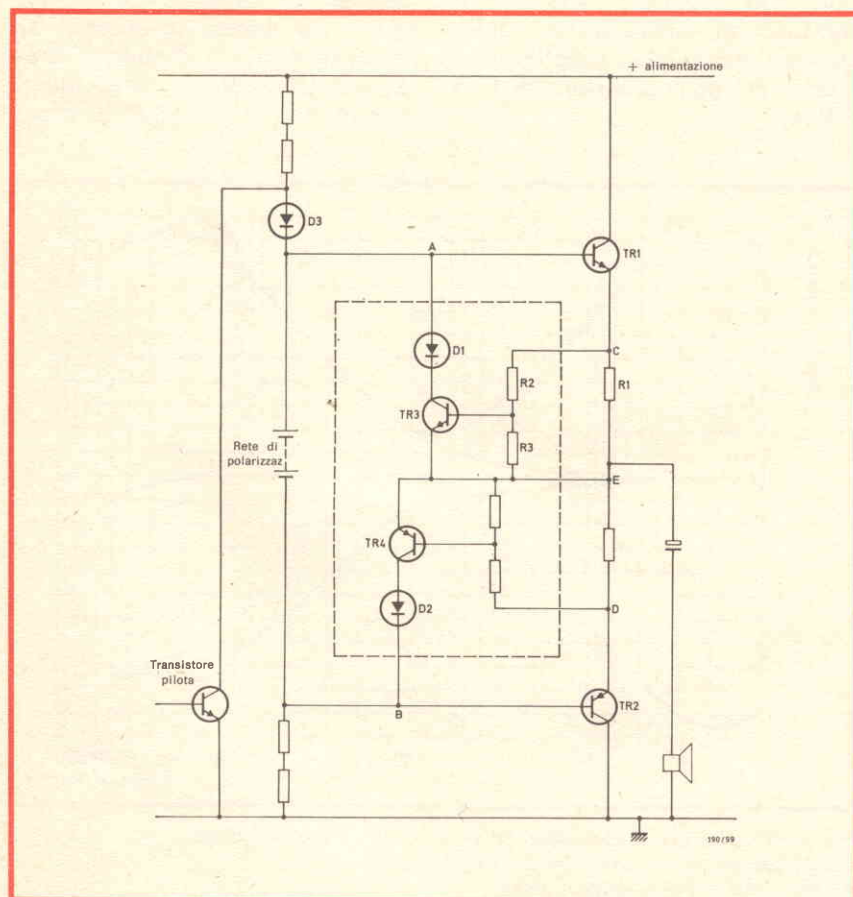 + alimentazione
D3
A
TR1
D1
C
R2
R1
TR3
R3
Rete di
polarizzaz
E
TR4
D2
D
Transistore
pilota
B
TR2
190/99